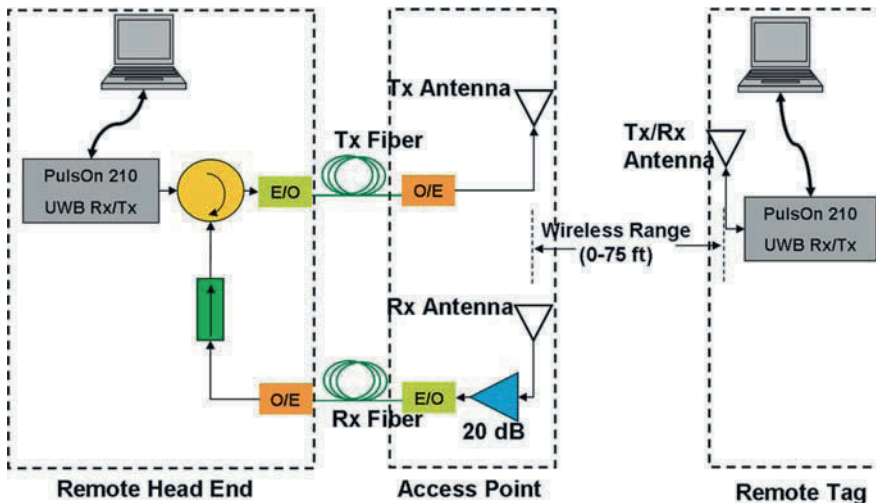 Tx Antenna
Tx Fiber
Tx/Rx
Antenna
PulsOn 210
UWB Rx/Tx
E/O
O/E
PulsOn 210
UWB Rx/Tx
Wireless Range
(0-75 ft)
Rx Antenna
O/E
Rx Fiber
E/O
20 dB
Remote Head End
Access Point
Remote Tag